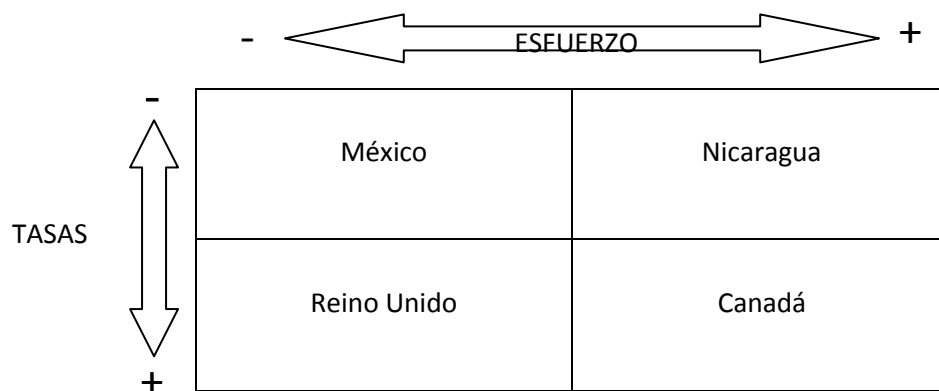 - ESFUERZO +
-
México Nicaragua
TASAS
Reino Unido Canadá
+